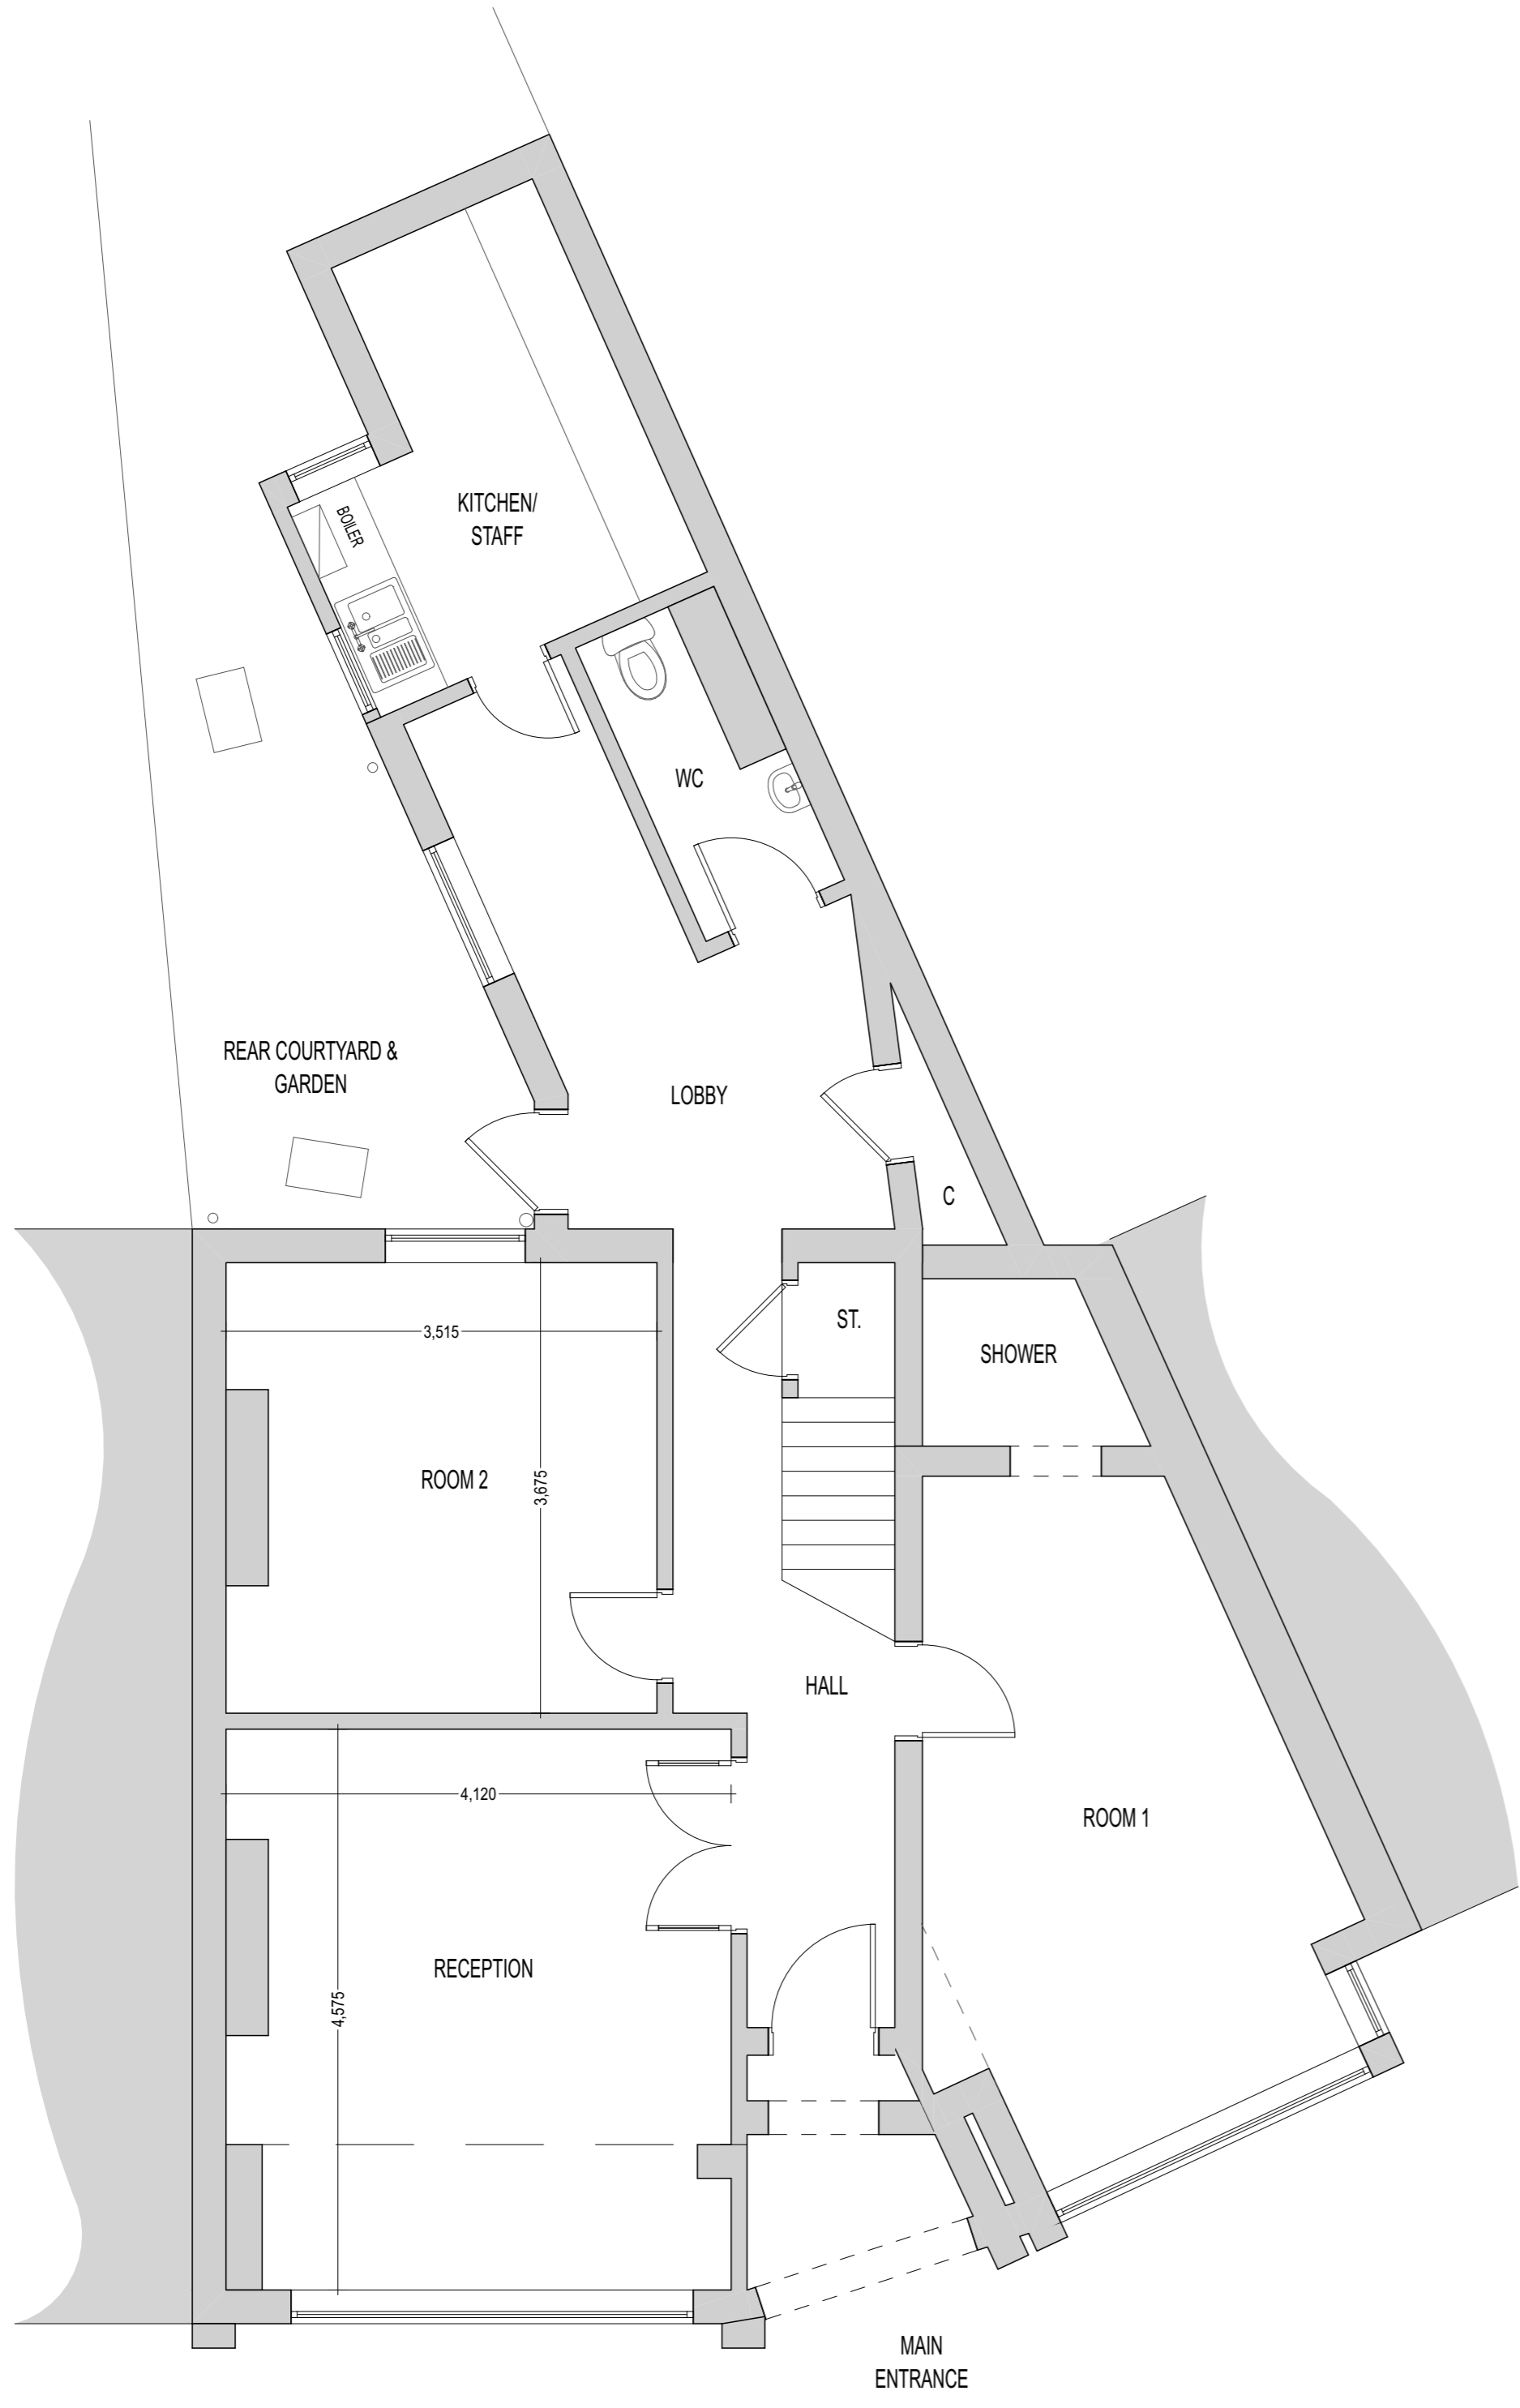 KITCHEN/
STAFF
BOILER
WC
REAR COURTYARD &
GARDEN
LOBBY
C
ST.
SHOWER
3,515
3,675
ROOM 2
HALL
4,120
ROOM 1
RECEPTION
4,575
MAIN
ENTRANCE